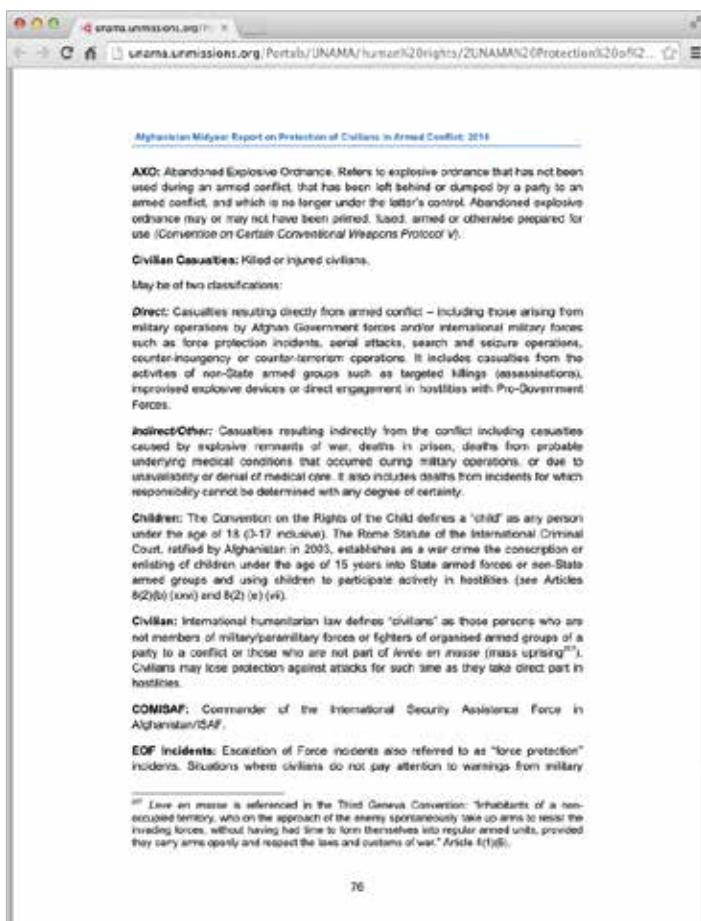 unama.unmissions.org/Po
unama.unmissions.org/Portals/UNAMA/human%20rights/2UNAMA%20Protection%20of%2...
Afghanistan Midyear Report on Protection of Civilians in Armed Conflict: 2014
AXO: Abandoned Explosive Ordnance. Refers to explosive ordnance that has not been
used during an armed conflict, that has been left behind or dumped by a party to an
armed conflict, and which is no longer under the latter's control. Abandoned explosive
ordnance may or may not have been primed, fused, armed or otherwise prepared for
use (Convention on Certain Conventional Weapons Protocol V).
Civilian Casualties: Killed or injured civilians.
May be of two classifications:
Direct: Casualties resulting directly from armed conflict – including those arising from
military operations by Afghan Government forces and/or international military forces
such as force protection incidents, aerial attacks, search and seizure operations,
counter-insurgency or counter-terrorism operations. It includes casualties from the
activities of non-State armed groups such as targeted killings (assassinations),
improvised explosive devices or direct engagement in hostilities with Pro-Government
Forces.
Indirect/Other: Casualties resulting indirectly from the conflict including casualties
caused by explosive remnants of war, deaths in prison, deaths from probable
underlying medical conditions that occurred during military operations, or due to
unavailability or denial of medical care. It also includes deaths from incidents for which
responsibility cannot be determined with any degree of certainty.
Children: The Convention on the Rights of the Child defines a "child" as any person
under the age of 18 (0-17 inclusive). The Rome Statute of the International Criminal
Court, ratified by Afghanistan in 2003, establishes as a war crime the conscription or
enlisting of children under the age of 15 years into State armed forces or non-State
armed groups and using children to participate actively in hostilities (see Articles
8(2)(b) (xxvi) and 8(2) (e) (vii).
Civilian: International humanitarian law defines "civilians" as those persons who are
not members of military/paramilitary forces or fighters of organised armed groups of a
party to a conflict or those who are not part of levée en masse (mass uprising).
Civilians may lose protection against attacks for such time as they take direct part in
hostilities.
COMISAF: Commander of the International Security Assistance Force in
Afghanistan/ISAF.
EOF Incidents: Escalation of Force incidents also referred to as "force protection"
incidents. Situations where civilians do not pay attention to warnings from military
Leve en masse is referenced in the Third Geneva Convention: "Inhabitants of a non-
occupied territory, who on the approach of the enemy spontaneously take up arms to resist the
invading forces, without having had time to form themselves into regular armed units, provided
they carry arms openly and respect the laws and customs of war." Article
76